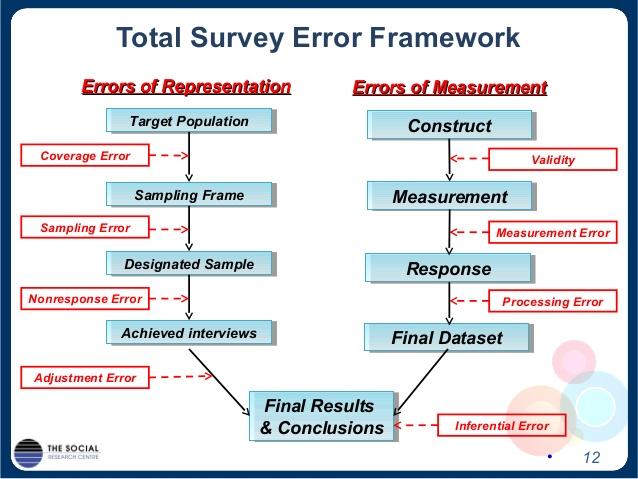 Total Survey Error Framework
Errors of Representation
Target Population
Coverage Error
Sampling Frame
Sampling Error
Designated Sample
Nonresponse Error
Achieved interviews
Adjustment Error
Errors of Measurement
Construct
Validity
Measurement
Measurement Error
Response
Processing Error
Final Dataset
Final Results
& Conclusions
Inferential Error
THE SOCIAL
RESEARCH CENTRE
• 12